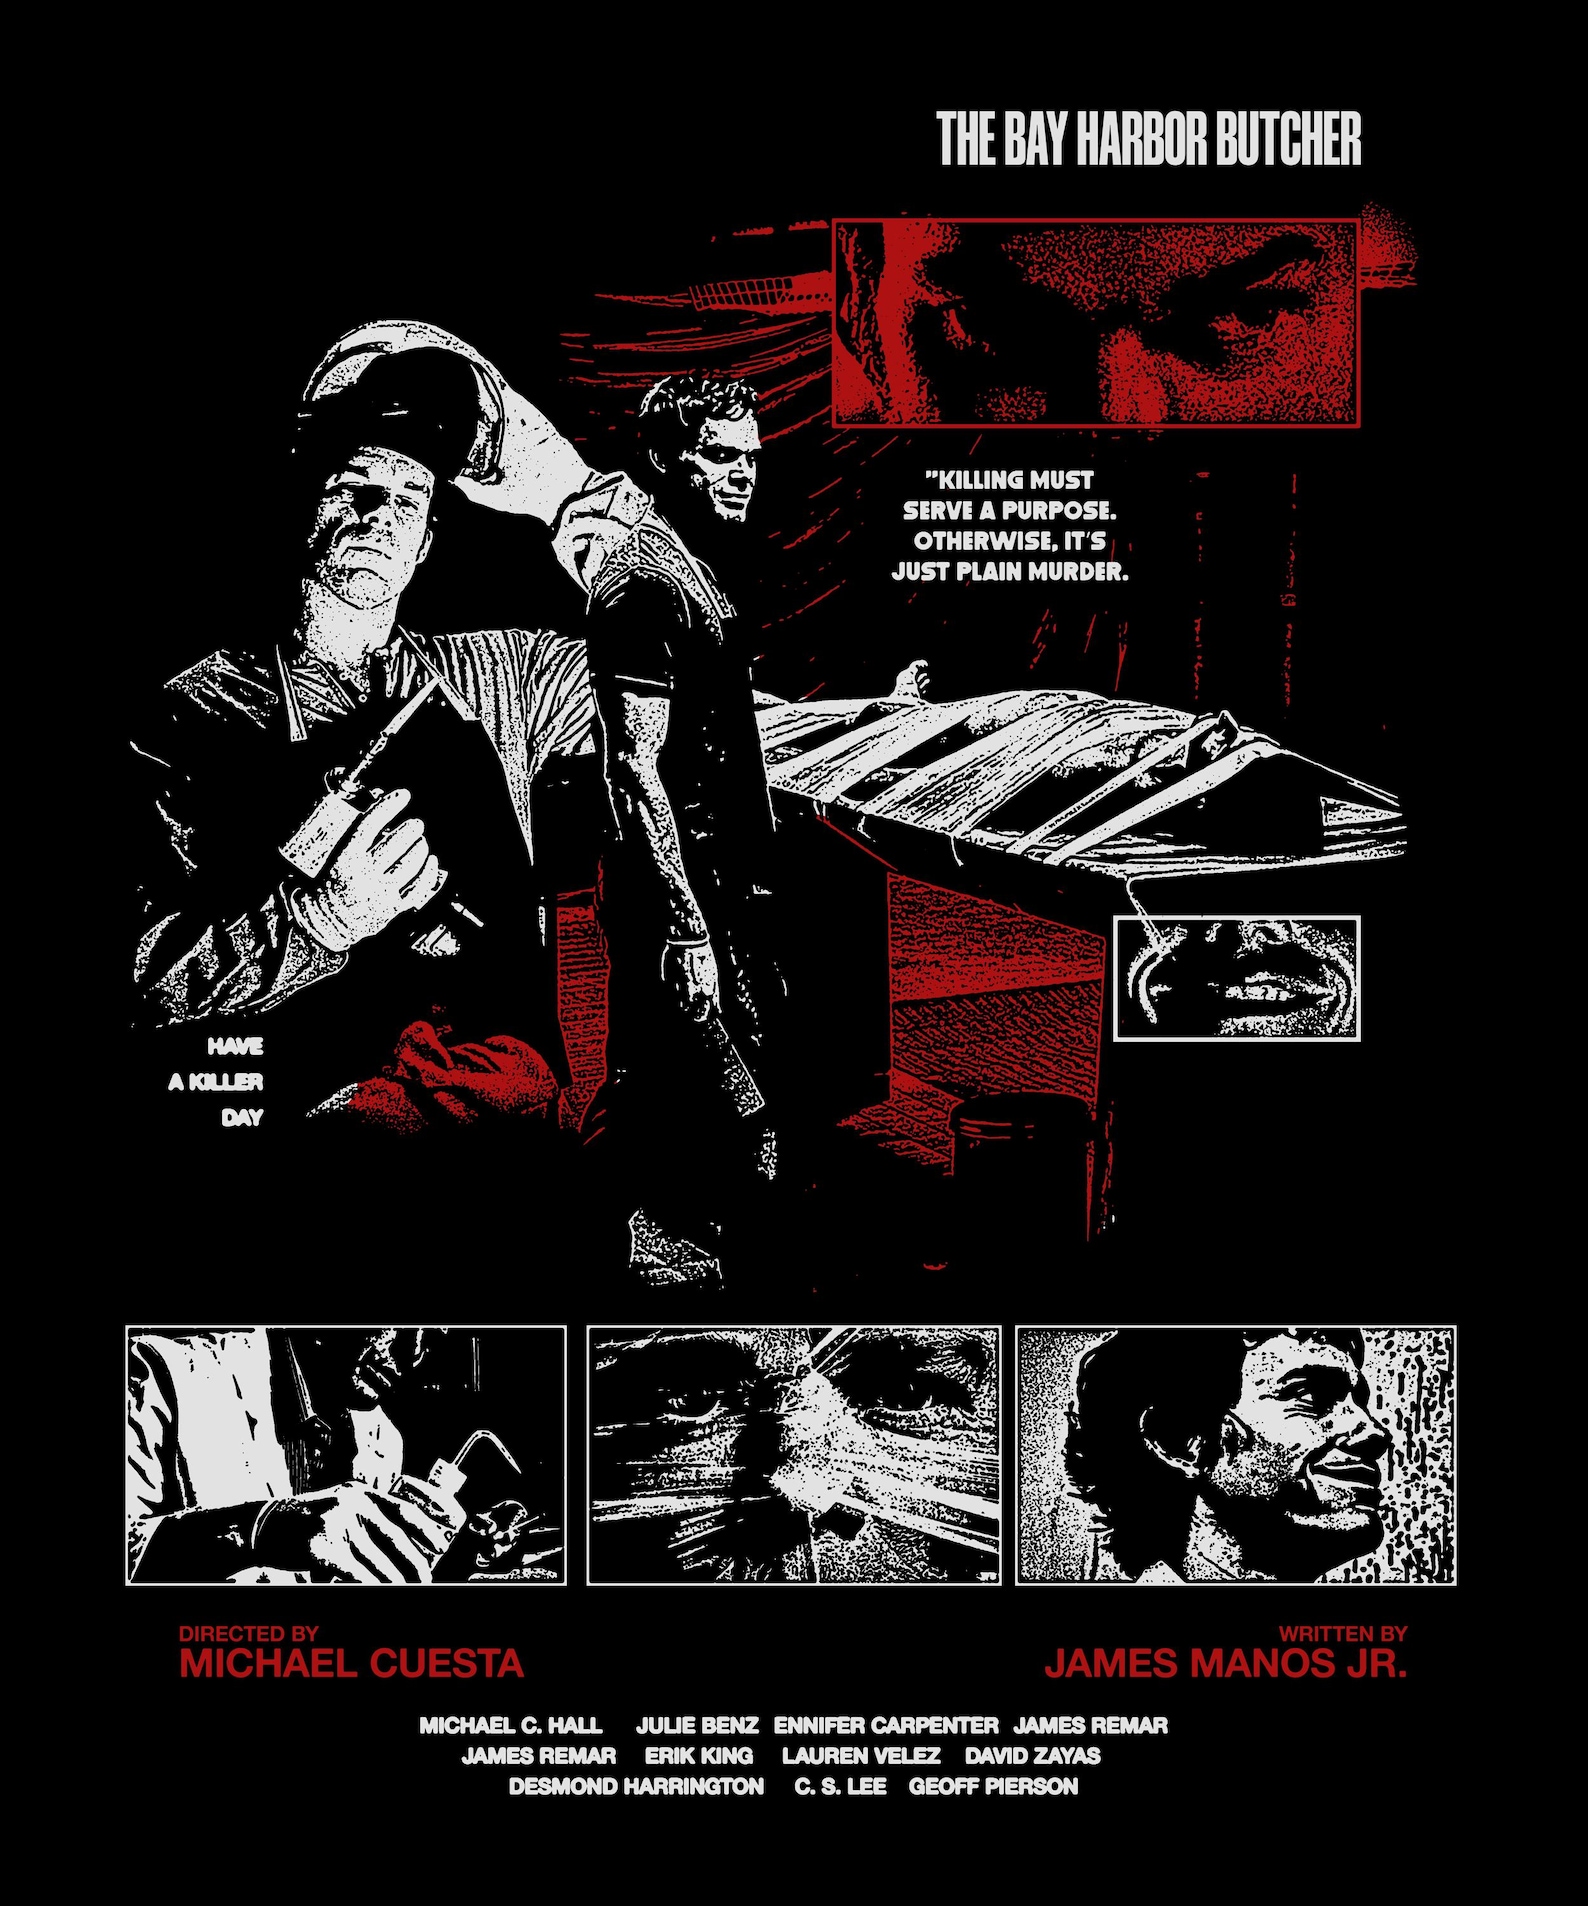 THE BAY HARBOR BUTCHER
"KILLING MUST
SERVE A PURPOSE.
OTHERWISE, IT'S
JUST PLAIN MURDER.
HAVE
A KILLER
DAY
DIRECTED BY
MICHAEL CUESTA
WRITTEN BY
JAMES MANOS JR.
MICHAEL C. HALL JULIE BENZ ENNIFER CARPENTER JAMES REMAR
JAMES REMAR ERIK KING LAUREN VELEZ DAVID ZAYAS
DESMOND HARRINGTON C. S. LEE GEOFF PIERSON